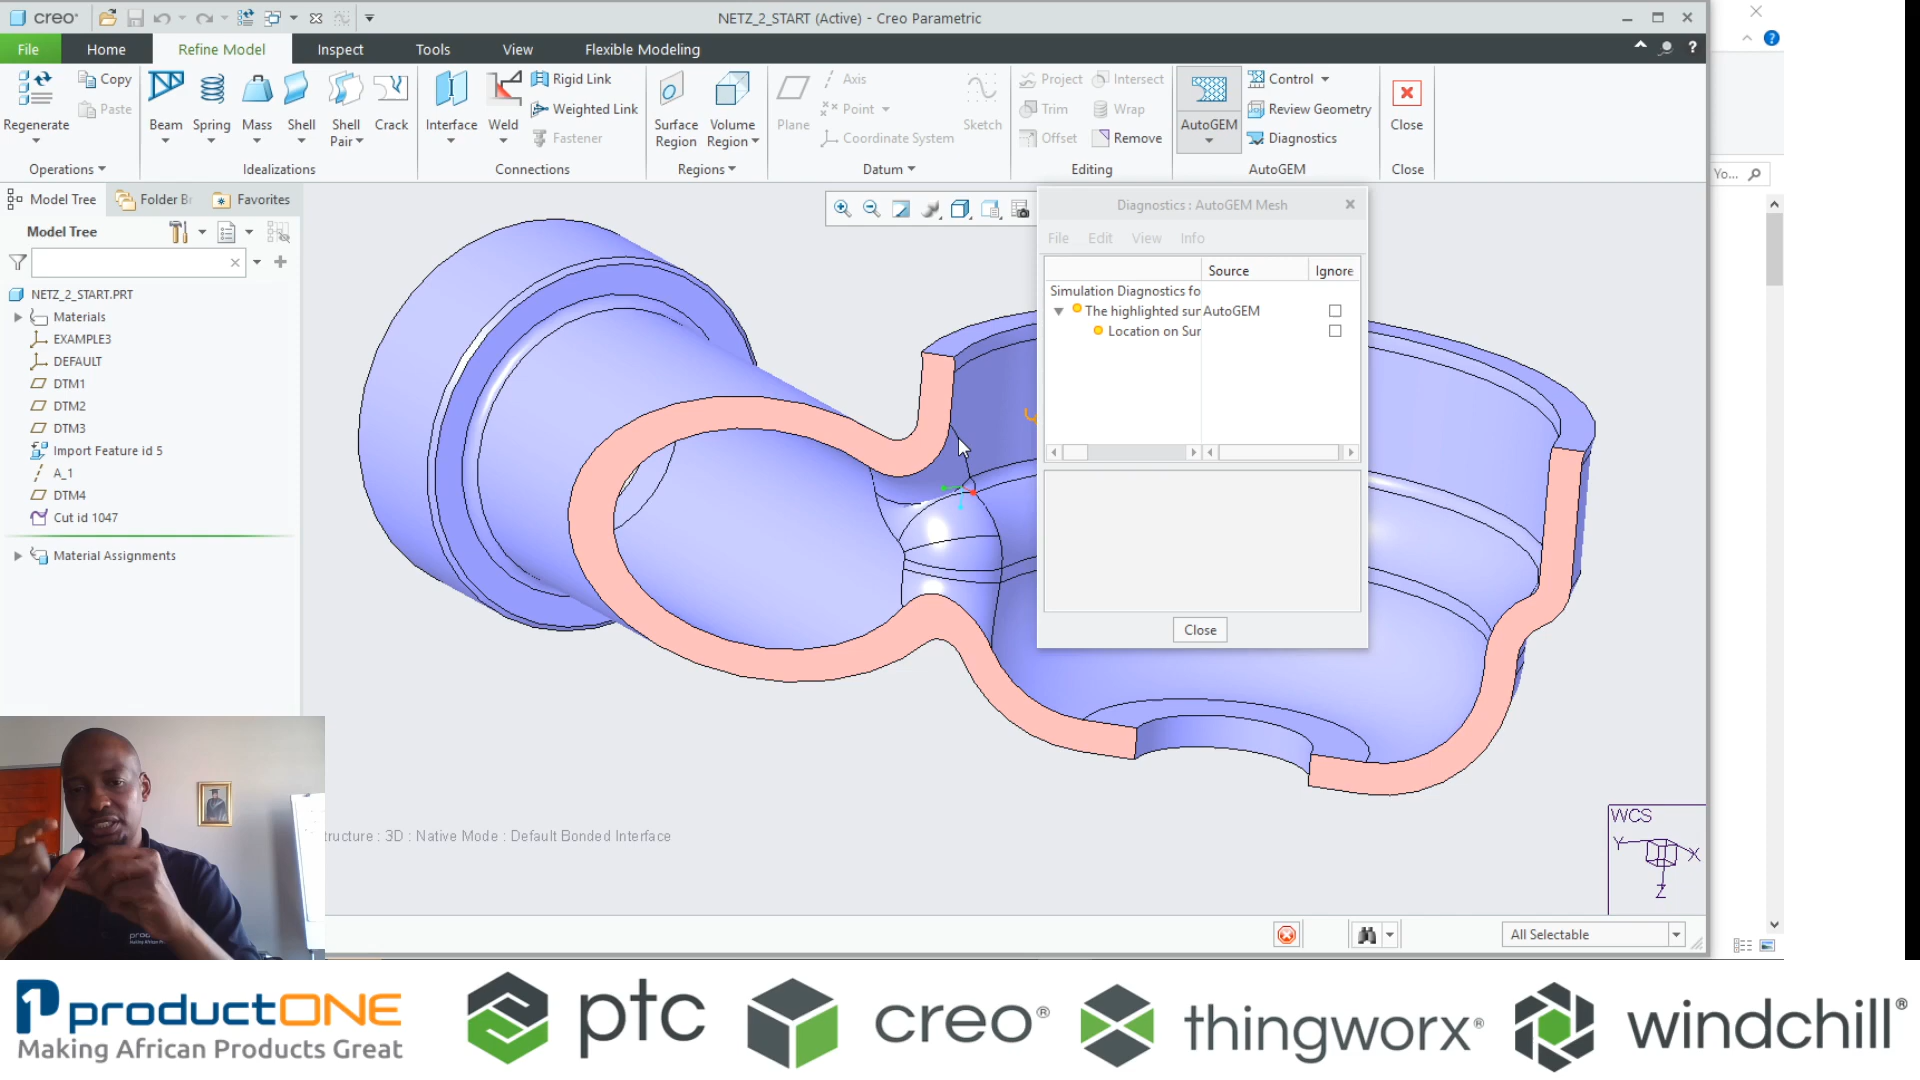 creo
NETZ_2_START (Active) - Creo Parametric
File
Home
Refine Model
Inspect
Tools
View
Flexible Modeling
?
Regenerate
Copy
Paste
Operations
Beam
Spring
Mass
Shell
Shell Pair
Crack
Idealizations
Interface
Weld
Rigid Link
Weighted Link
Fastener
Connections
Surface Region
Volume Region
Regions
Plane
Axis
Point
Coordinate System
Sketch
Datum
Project
Intersect
Trim
Wrap
Offset
Remove
Editing
AutoGEM
Control
Review Geometry
Diagnostics
AutoGEM
Close
Close
Yo...
Model Tree
Folder Br
Favorites
Model Tree
NETZ_2_START.PRT
Materials
EXAMPLE3
DEFAULT
DTM1
DTM2
DTM3
Import Feature id 5
A_1
DTM4
Cut id 1047
Material Assignments
Diagnostics : AutoGEM Mesh
File Edit View Info
Source Ignore
Simulation Diagnostics fo
The highlighted sur AutoGEM
Location on Sur
Close
ructure : 3D : Native Mode : Default Bonded Interface
WCS
Y
X
Z
All Selectable
productONE
Making African Products Great
ptc
creo®
thingworx®
windchill®